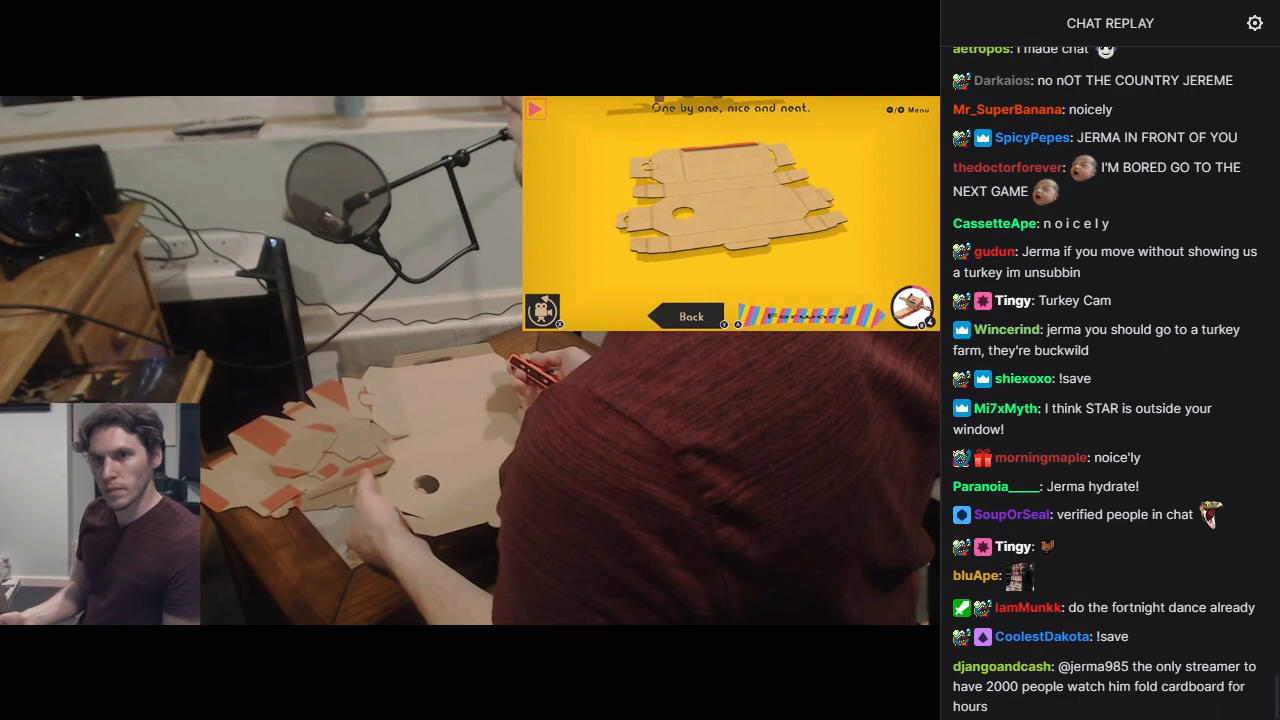 One by one, nice and neat.
Menu
Back
X
Y
A
CHAT REPLAY
aetropos: I made chat
Darkaios: no nOT THE COUNTRY JEREME
Mr_SuperBanana: noicely
SpicyPepes: JERMA IN FRONT OF YOU
thedoctorforever: I'M BORED GO TO THE
NEXT GAME
CassetteApe: n o i c e l y
gudun: Jerma if you move without showing us
a turkey im unsubbin
Tingy: Turkey Cam
Wincerind: jerma you should go to a turkey
farm, they're buckwild
shiexoxo: !save
Mi7xMyth: I think STAR is outside your
window!
morningmaple: noice'ly
Paranoia_____: Jerma hydrate!
SoupOrSeal: verified people in chat
Tingy:
bluApe:
IamMunkk: do the fortnight dance already
CoolestDakota: !save
djangoandcash: @jerma985 the only streamer to
have 2000 people watch him fold cardboard for
hours